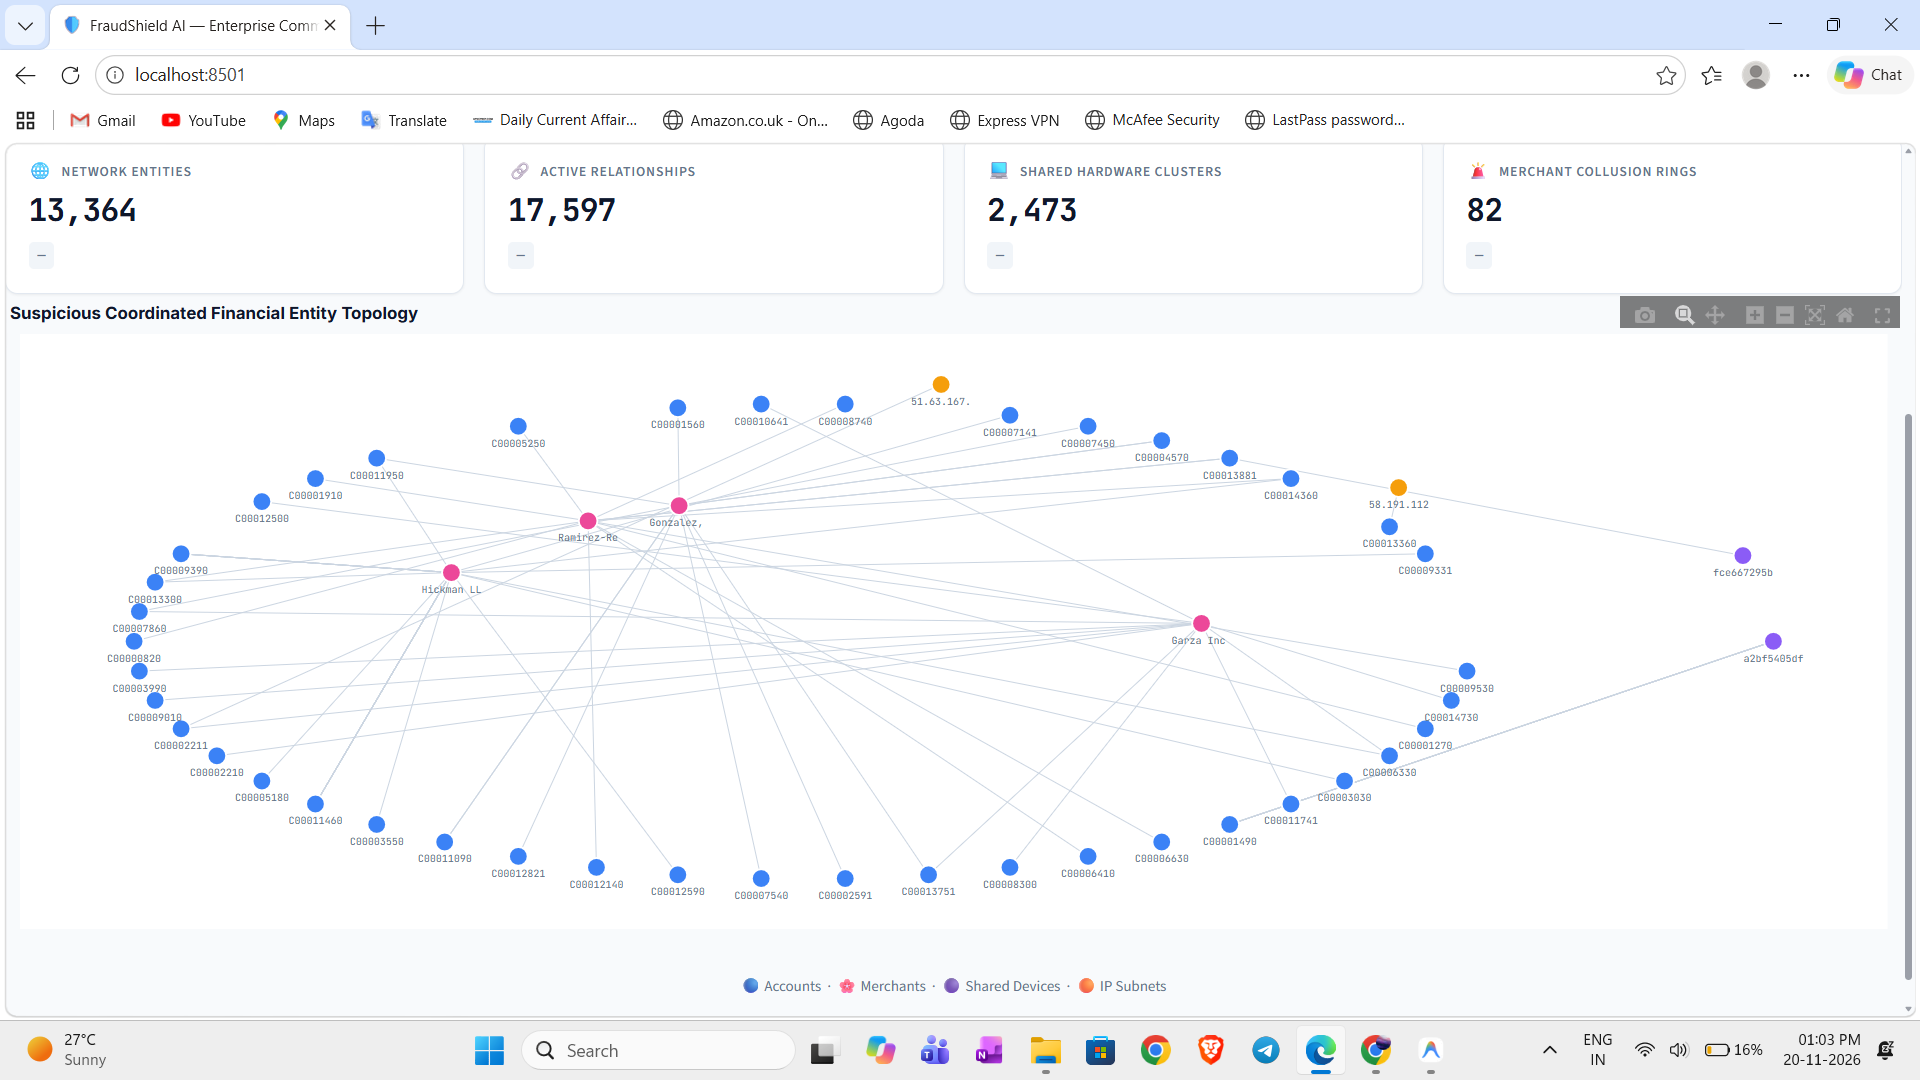 FraudShield AI — Enterprise Comm
localhost:8501
Chat
Gmail
YouTube
Maps
Translate
Daily Current Affair...
Amazon.co.uk - On...
Agoda
Express VPN
McAfee Security
LastPass password...
NETWORK ENTITIES
13,364
–
ACTIVE RELATIONSHIPS
17,597
–
SHARED HARDWARE CLUSTERS
2,473
–
MERCHANT COLLUSION RINGS
82
–
Suspicious Coordinated Financial Entity Topology
51.63.167.
C00001560
C00010641
C00008740
C00007141
C00005250
C00007450
C00004570
C00011950
C00013881
C00001910
C00014360
58.191.112
C00012500
Gonzalez,
Ramirez-Re
C00013360
C00009390
C00009331
fce667295b
Hickman LL
C00013300
C00007860
Garza Inc
C00000820
a2bf5405df
C00003990
C00009530
C00009010
C00014730
C00002211
C00001270
C00002210
C00006330
C00005180
C00003030
C00011460
C00011741
C00003550
C00001490
C00011090
C00006630
C00012821
C00006410
C00012140
C00008300
C00012590
C00007540
C00002591
C00013751
Accounts · Merchants · Shared Devices · IP Subnets
27°C
Sunny
Search
ENG
IN
16%
01:03 PM
20-11-2026